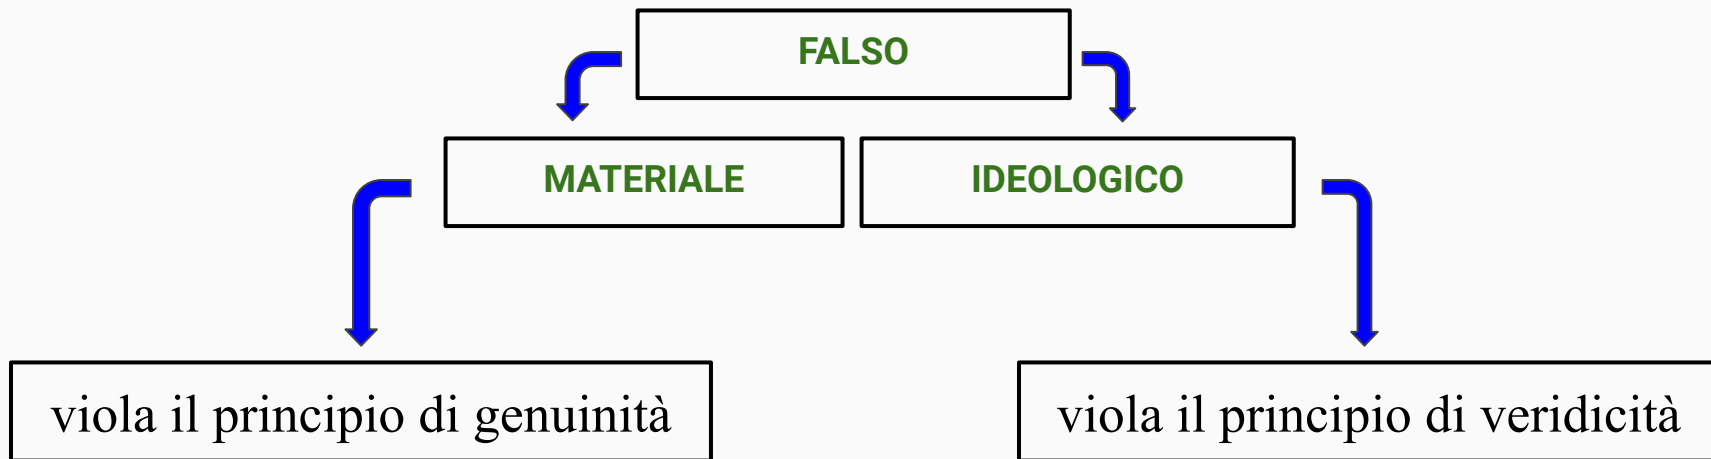 FALSO
MATERIALE
IDEOLOGICO
viola il principio di genuinità
viola il principio di veridicità